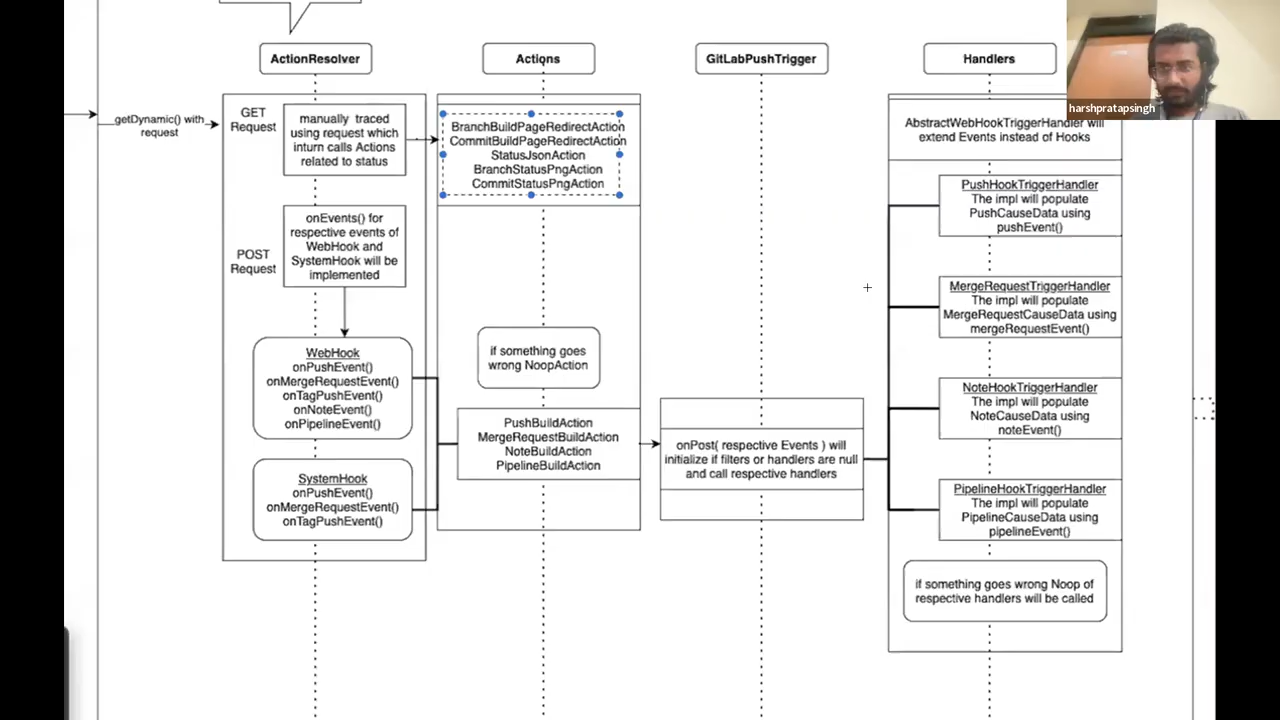 ActionResolver
Actions
GitLabPushTrigger
Handlers
harshpratapsingh
getDynamic() with
request
GET
Request
manually traced
using request which
inturn calls Actions
related to status
POST
Request
onEvents() for
respective events of
WebHook and
SystemHook will be
implemented
WebHook
onPushEvent()
onMergeRequestEvent()
onTagPushEvent()
onNoteEvent()
onPipelineEvent()
SystemHook
onPushEvent()
onMergeRequestEvent()
onTagPushEvent()
BranchBuildPageRedirectAction
CommitBuildPageRedirectAction
StatusJsonAction
BranchStatusPngAction
CommitStatusPngAction
if something goes
wrong NoopAction
PushBuildAction
MergeRequestBuildAction
NoteBuildAction
PipelineBuildAction
onPost( respective Events ) will
initialize if filters or handlers are null
and call respective handlers
AbstractWebHookTriggerHandler will
extend Events instead of Hooks
PushHookTriggerHandler
The impl will populate
PushCauseData using
pushEvent()
MergeRequestTriggerHandler
The impl will populate
MergeRequestCauseData using
mergeRequestEvent()
NoteHookTriggerHandler
The impl will populate
NoteCauseData using
noteEvent()
PipelineHookTriggerHandler
The impl will populate
PipelineCauseData using
pipelineEvent()
if something goes wrong Noop of
respective handlers will be called